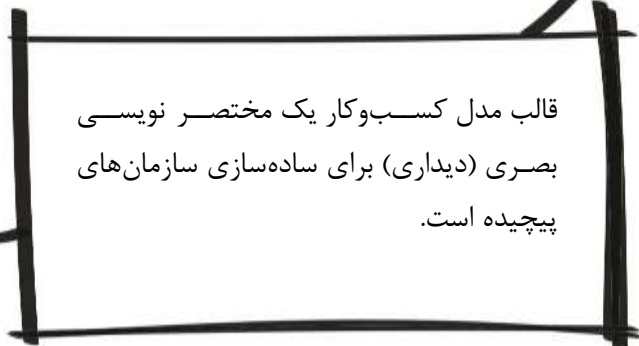 قالب مدل کسب‌وکار یک مختصر نویسی
بصری (دیداری) برای ساده‌سازی سازمان‌های
پیچیده است.